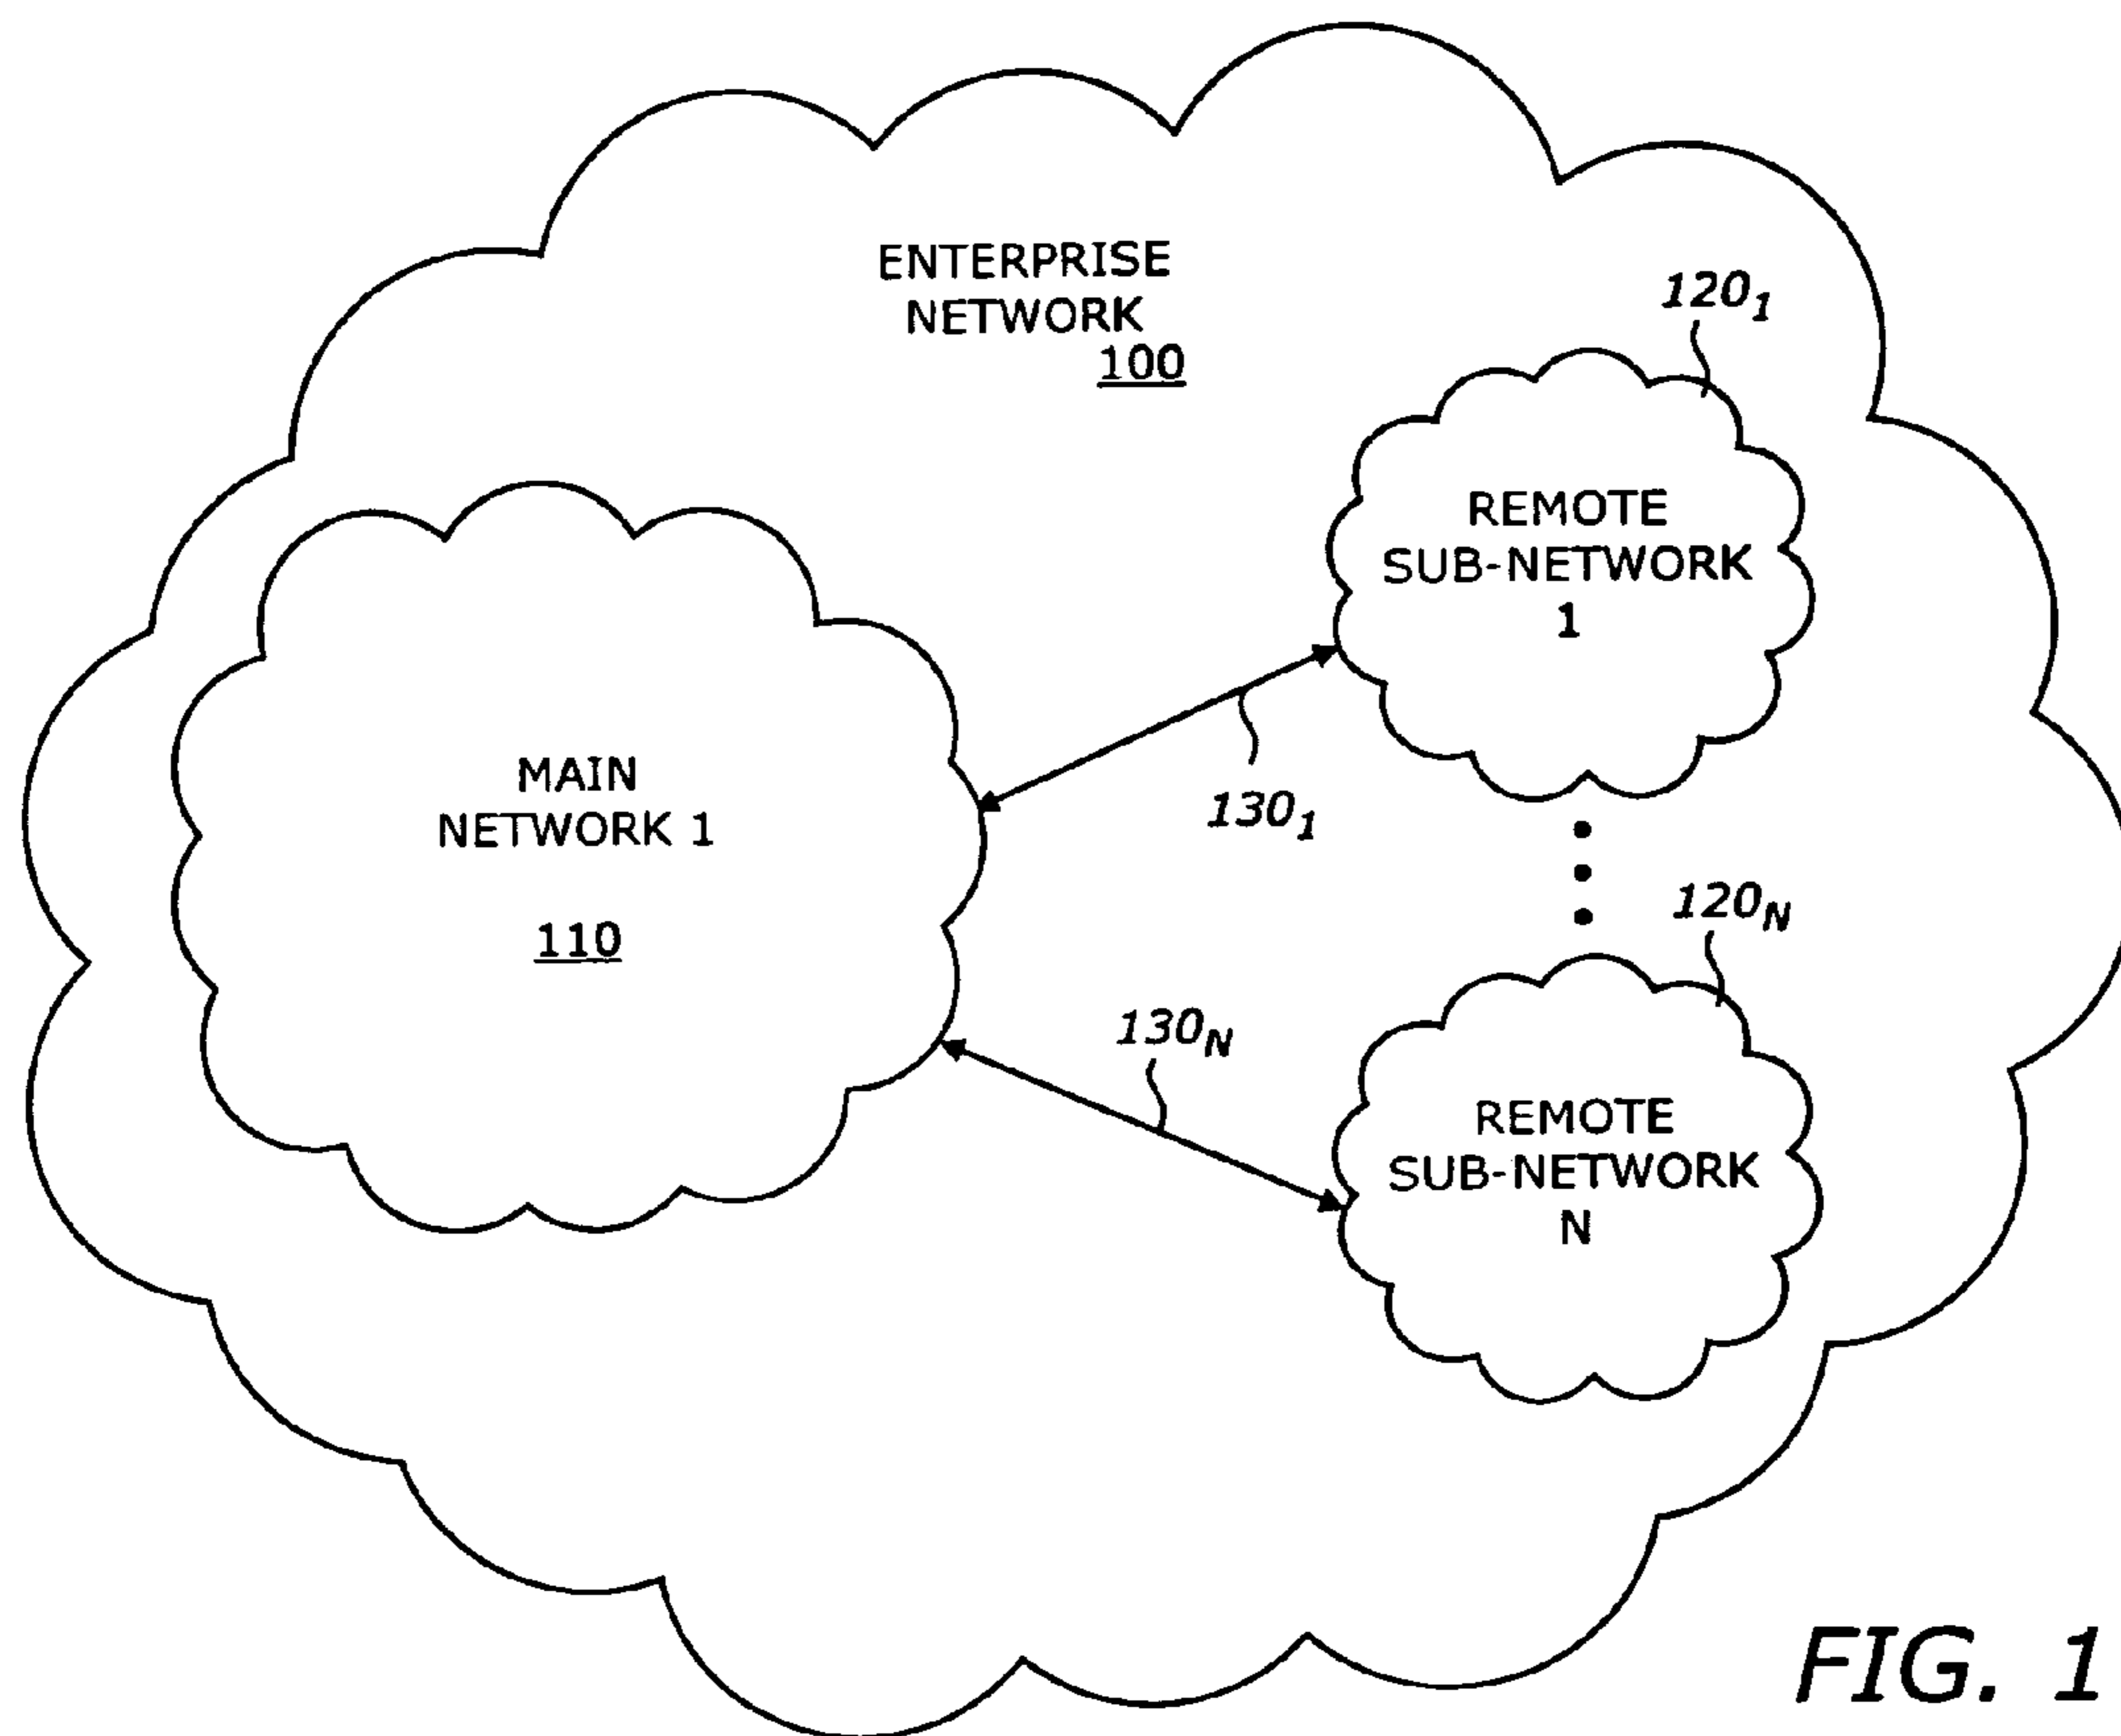 ENTERPRISE
NETWORK
100
120₁
REMOTE
SUB-NETWORK
1
MAIN
NETWORK 1
110
130₁
120N
130N
REMOTE
SUB-NETWORK
N
FIG. 1